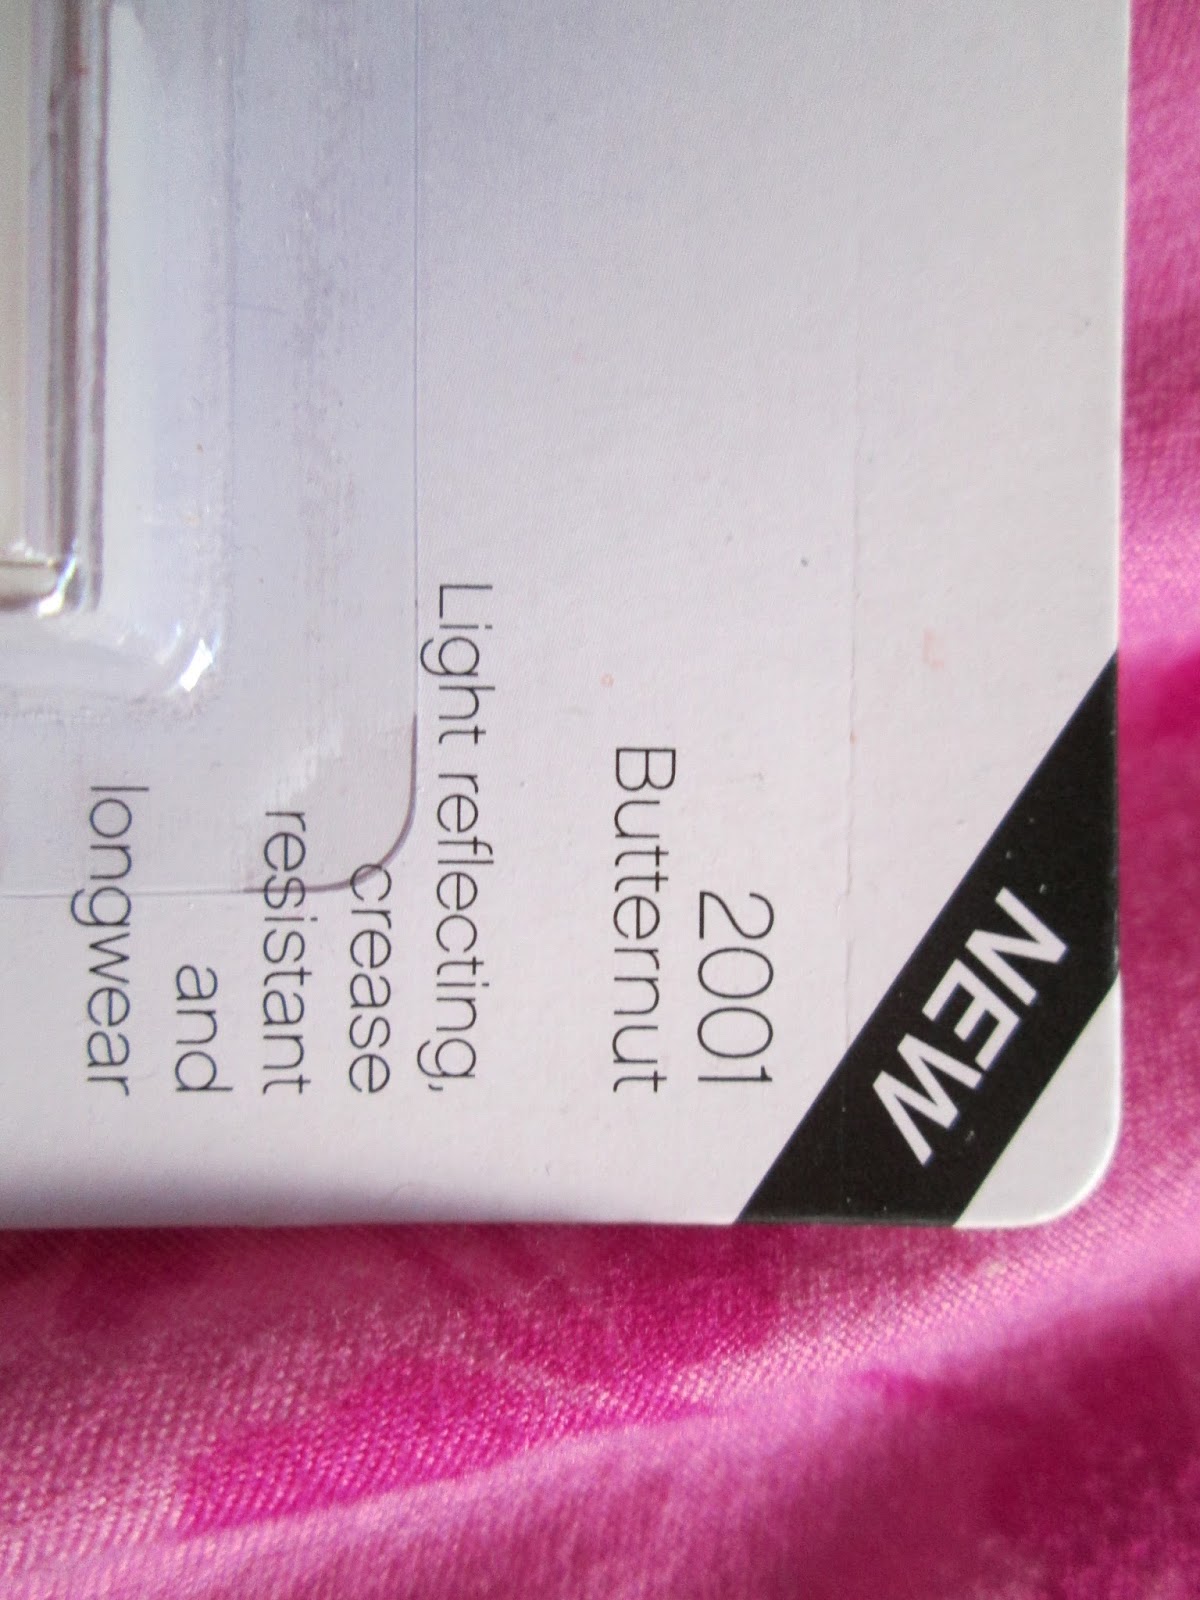 NEW
2001
Butternut
Light reflecting,
crease
resistant
and
longwear